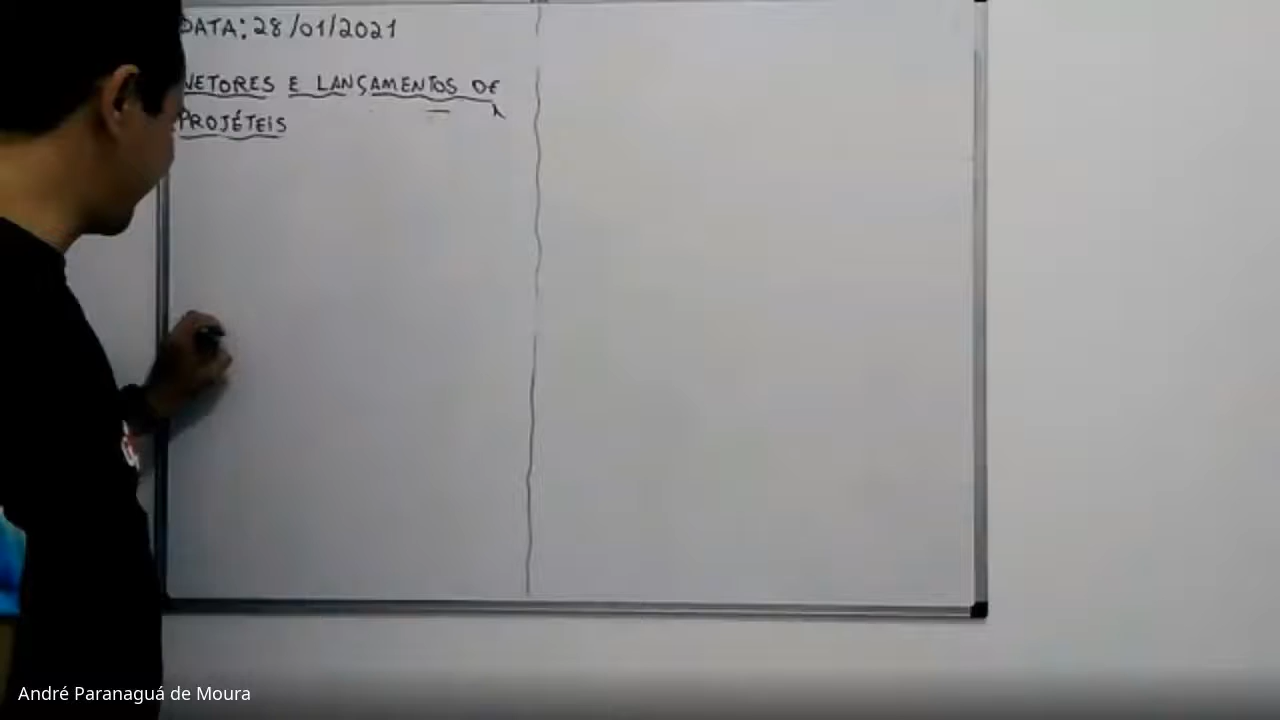 DATA: 28/01/2021
VETORES E LANÇAMENTOS DE
PROJÉTEIS
André Paranaguá de Moura